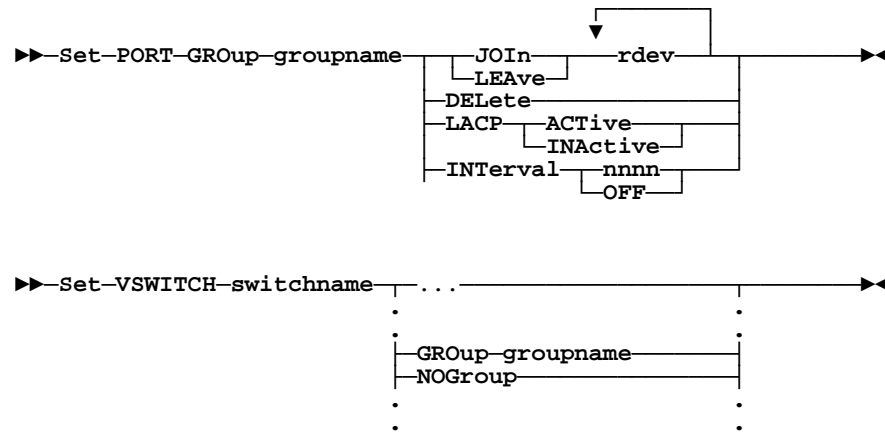 ►►─Set─PORT─GROup─groupname─┬─┬─JOIn──┬──▼─rdev─┴─┬──►◄
└─LEAve─┘
├─DELete─┤
├─LACP─┬─ACTive───┬─┤
└─INActive─┘
├─INTerval─┬─nnnn─┬─┘
└─OFF──┘
►►─Set─VSWITCH─switchname─┬─...─┬─►◄
. .
. .
├─GROup─groupname─┤
├─NOGroup─┤
. .
. .